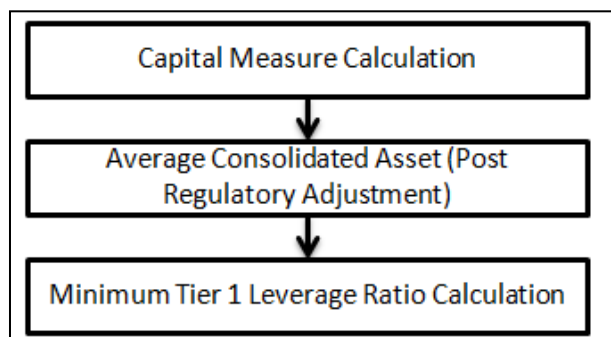 Capital Measure Calculation
Average Consolidated Asset (Post
Regulatory Adjustment)
Minimum Tier 1 Leverage Ratio Calculation